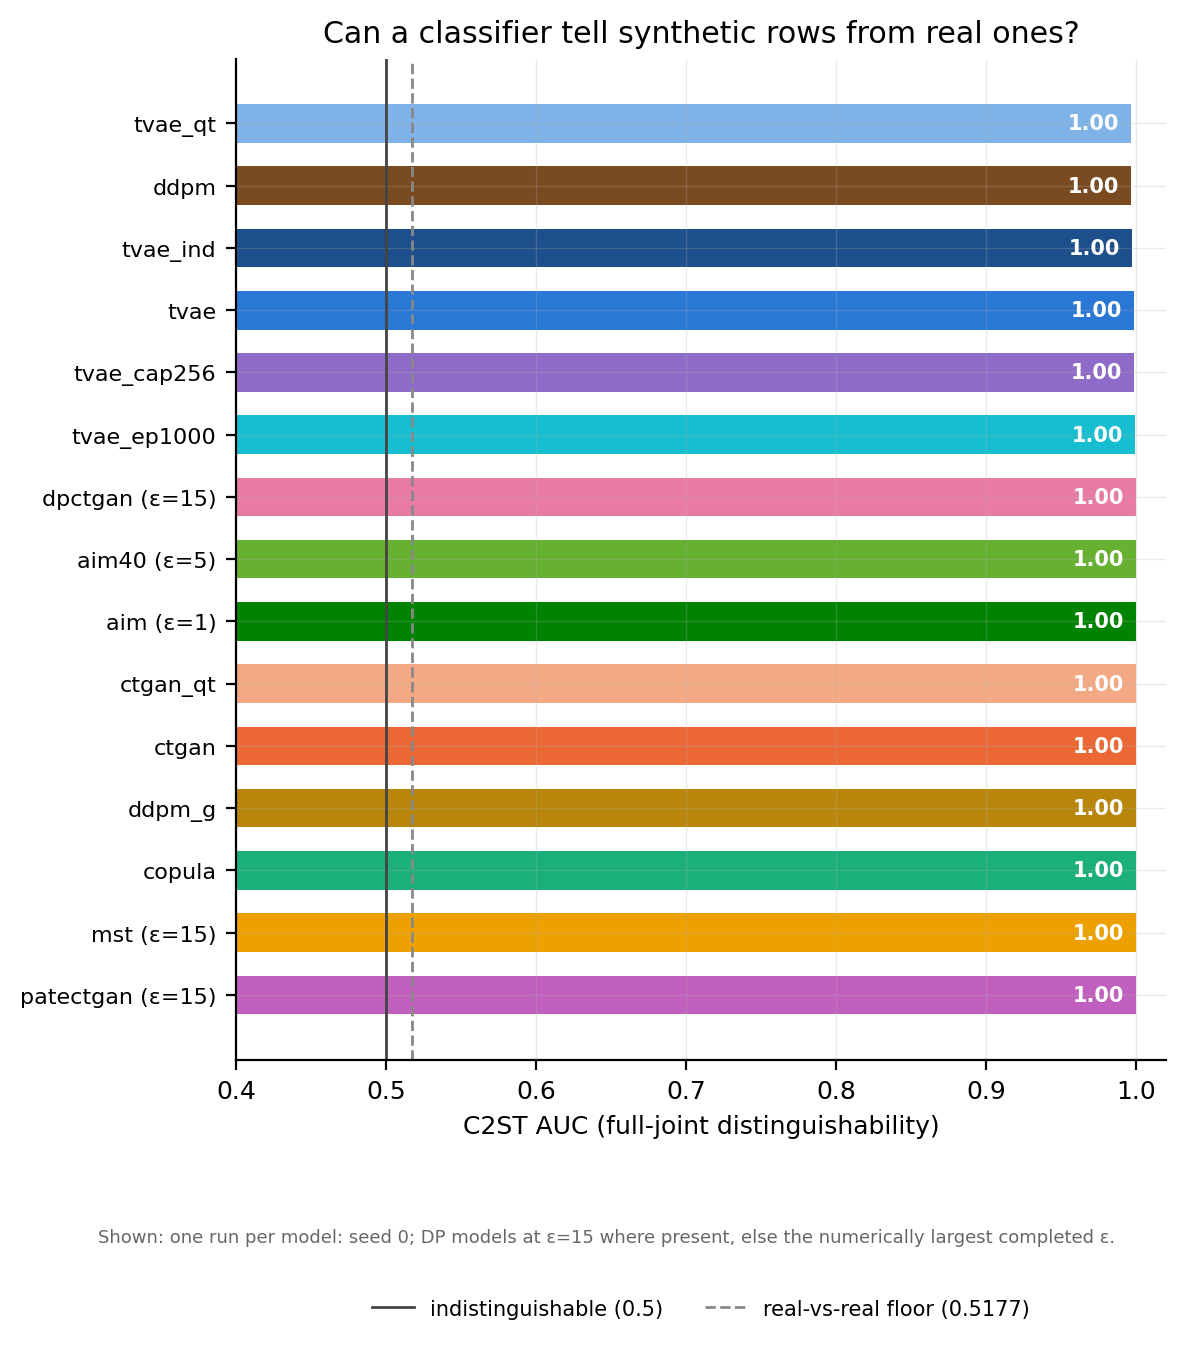 Can a classifier tell synthetic rows from real ones?
tvae_qt 1.00
ddpm 1.00
tvae_ind 1.00
tvae 1.00
tvae_cap256 1.00
tvae_ep1000 1.00
dpctgan (ε=15) 1.00
aim40 (ε=5) 1.00
aim (ε=1) 1.00
ctgan_qt 1.00
ctgan 1.00
ddpm_g 1.00
copula 1.00
mst (ε=15) 1.00
patectgan (ε=15) 1.00
0.4 0.5 0.6 0.7 0.8 0.9 1.0
C2ST AUC (full-joint distinguishability)
Shown: one run per model: seed 0; DP models at ε=15 where present, else the numerically largest completed ε.
indistinguishable (0.5) real-vs-real floor (0.5177)